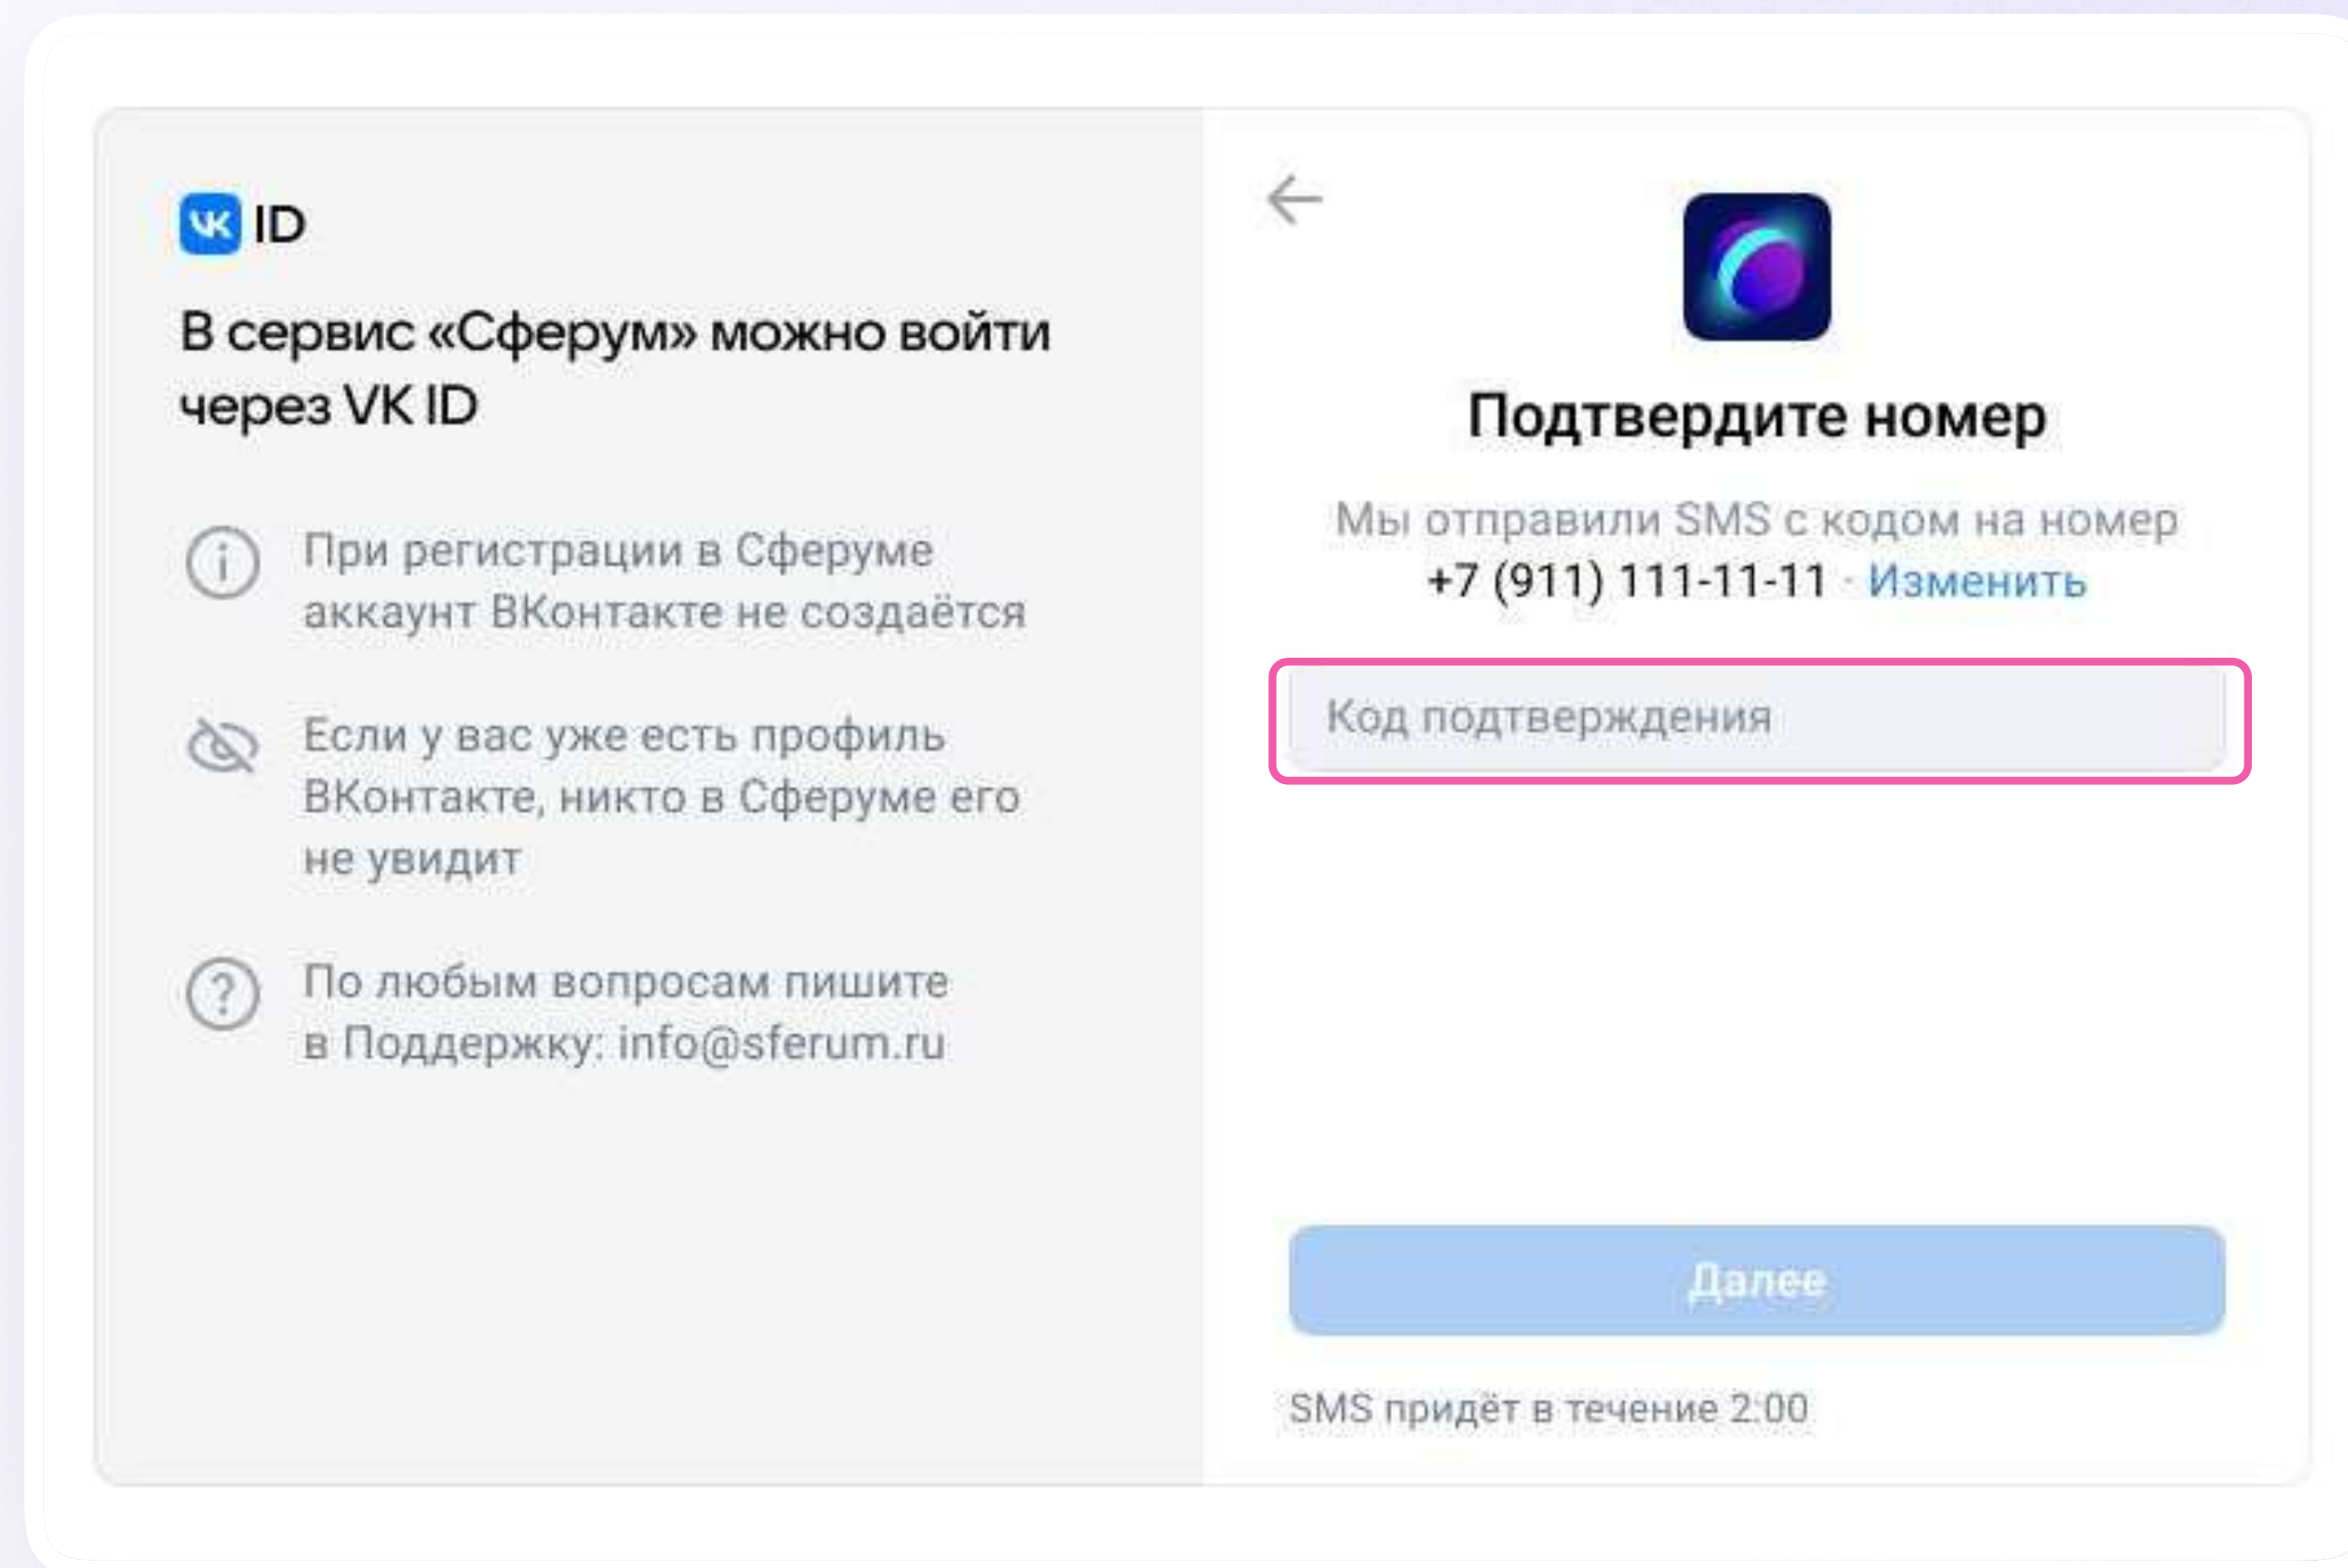 VK ID
В сервис «Сферум» можно войти
через VK ID
При регистрации в Сферуме
аккаунт ВКонтакте не создаётся
Если у вас уже есть профиль
ВКонтакте, никто в Сферуме его
не увидит
По любым вопросам пишите
в Поддержку: info@sferum.ru
Подтвердите номер
Мы отправили SMS с кодом на номер
+7 (911) 111-11-11 · Изменить
Код подтверждения
Далее
SMS придёт в течение 2:00